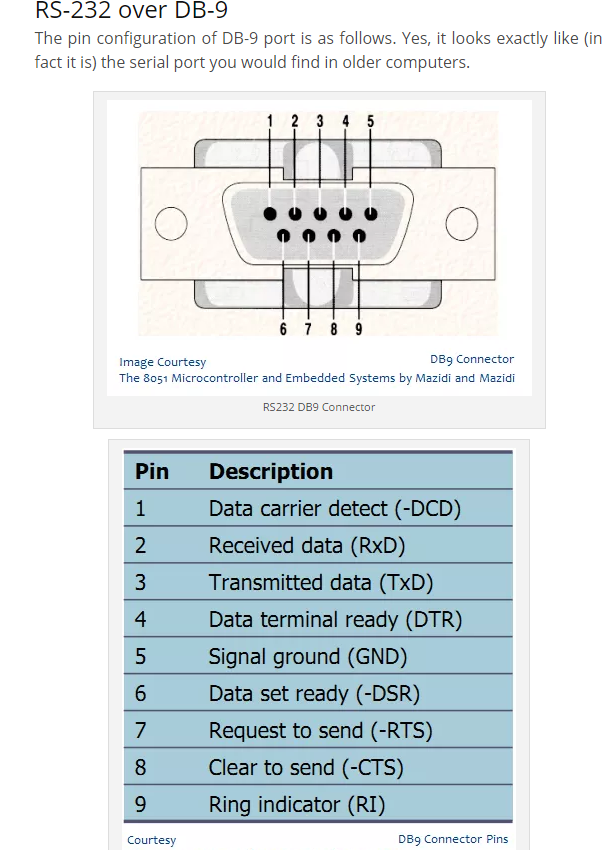 RS-232 over DB-9
The pin configuration of DB-9 port is as follows. Yes, it looks exactly like (in
fact it is) the serial port you would find in older computers.
1 2 3 4 5
6 7 8 9
Image Courtesy DB9 Connector
The 8051 Microcontroller and Embedded Systems by Mazidi and Mazidi
RS232 DB9 Connector
Pin Description
1 Data carrier detect (-DCD)
2 Received data (RxD)
3 Transmitted data (TxD)
4 Data terminal ready (DTR)
5 Signal ground (GND)
6 Data set ready (-DSR)
7 Request to send (-RTS)
8 Clear to send (-CTS)
9 Ring indicator (RI)
Courtesy DB9 Connector Pins